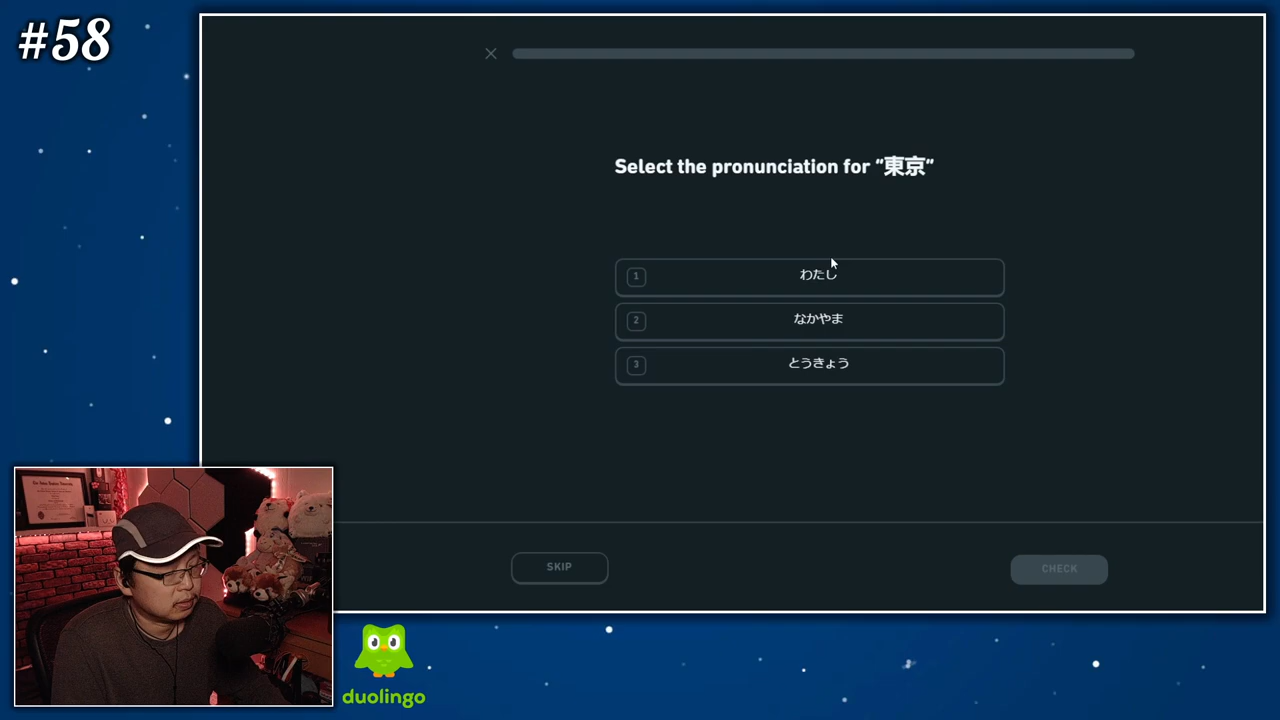 #58
Select the pronunciation for “東京”
1 わたし
2 なかやま
3 とうきょう
SKIP
CHECK
duolingo